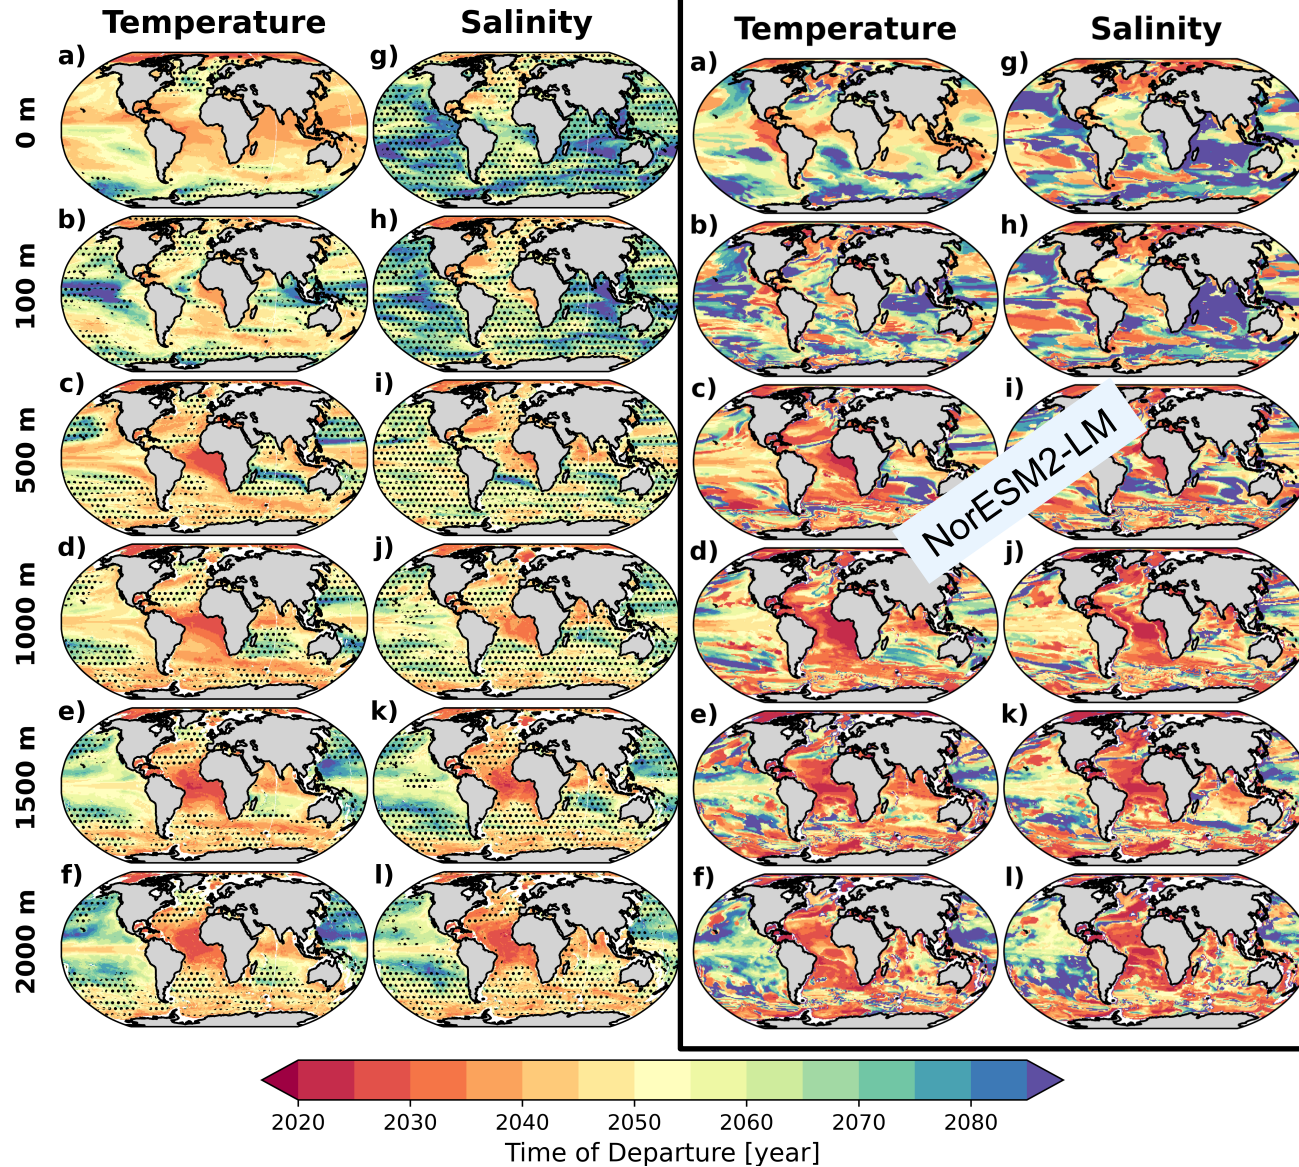 Temperature Salinity Temperature Salinity
a) g) a) g)
0 m
b) h) b) h)
100 m
c) i) c) i)
500 m
NorESM2-LM
d) j) d) j)
1000 m
e) k) e) k)
1500 m
f) l) f) l)
2000 m
2020 2030 2040 2050 2060 2070 2080
Time of Departure [year]